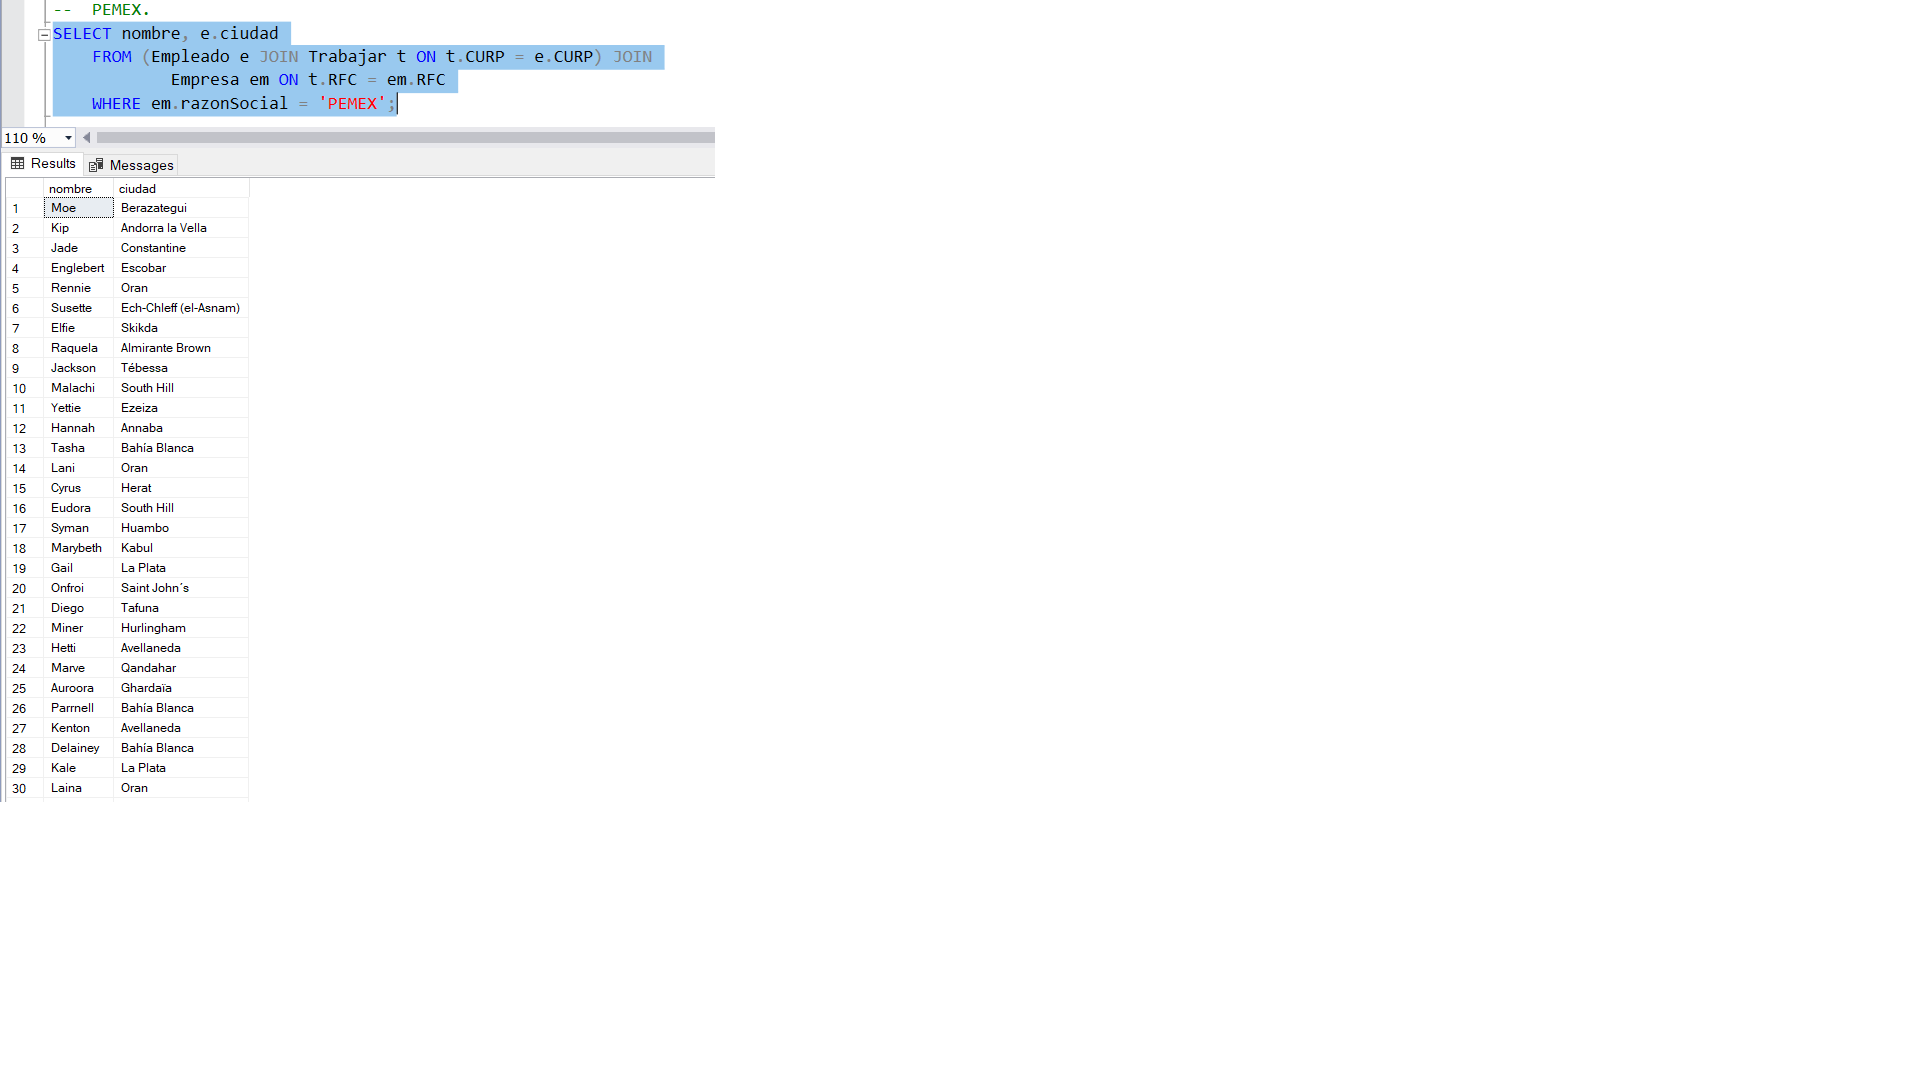 -- PEMEX.
SELECT nombre, e.ciudad
FROM (Empleado e JOIN Trabajar t ON t.CURP = e.CURP) JOIN
Empresa em ON t.RFC = em.RFC
WHERE em.razonSocial = 'PEMEX';
110 %
Results Messages
nombre ciudad
1 Moe Berazategui
2 Kip Andorra la Vella
3 Jade Constantine
4 Englebert Escobar
5 Rennie Oran
6 Susette Ech-Chleff (el-Asnam)
7 Elfie Skikda
8 Raquela Almirante Brown
9 Jackson Tébessa
10 Malachi South Hill
11 Yettie Ezeiza
12 Hannah Annaba
13 Tasha Bahía Blanca
14 Lani Oran
15 Cyrus Herat
16 Eudora South Hill
17 Syman Huambo
18 Marybeth Kabul
19 Gail La Plata
20 Onfroi Saint John´s
21 Diego Tafuna
22 Miner Hurlingham
23 Hetti Avellaneda
24 Marve Qandahar
25 Auroora Ghardaïa
26 Parrnell Bahía Blanca
27 Kenton Avellaneda
28 Delainey Bahía Blanca
29 Kale La Plata
30 Laina Oran